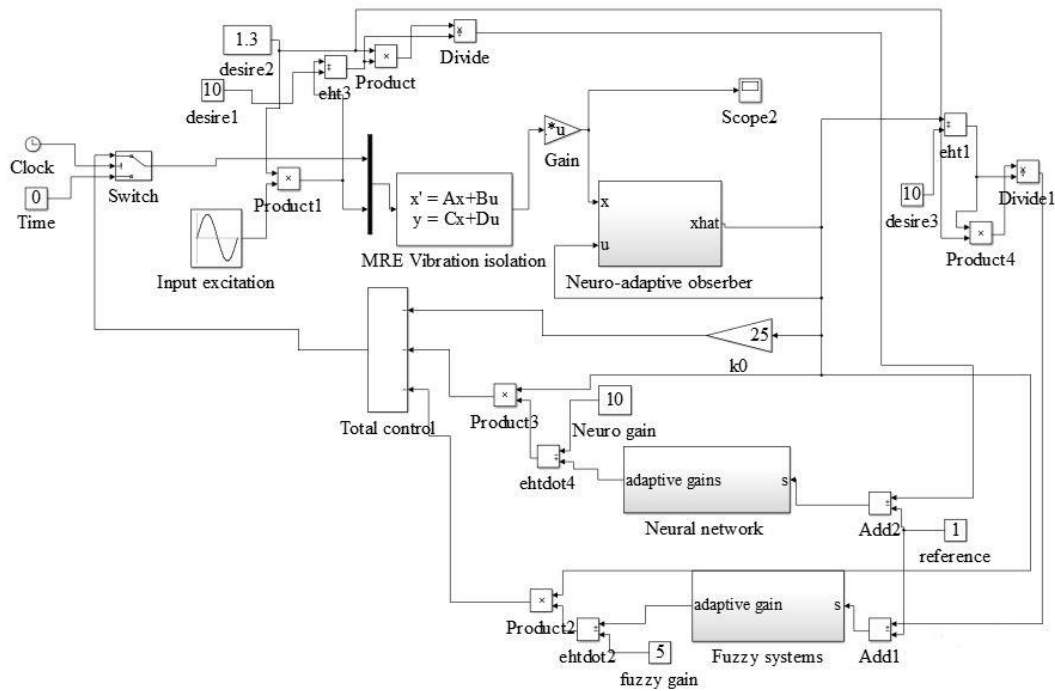 1.3
desire2
10
desire1
eht3
×
Product
×
÷
Divide
Clock
0
Time
Switch
×
Product1
Input excitation
x' = Ax+Bu
y = Cx+Du
MRE Vibration isolation
*u
Gain
Scope2
x
u
xhat
Neuro-adaptive obserber
eht1
10
desire3
×
Product4
Divide1
25
k0
Total control
×
Product3
10
Neuro gain
ehtdot4
adaptive gains
s
Neural network
Add2
1
reference
×
Product2
ehtdot2
adaptive gain
s
Fuzzy systems
Add1
5
fuzzy gain